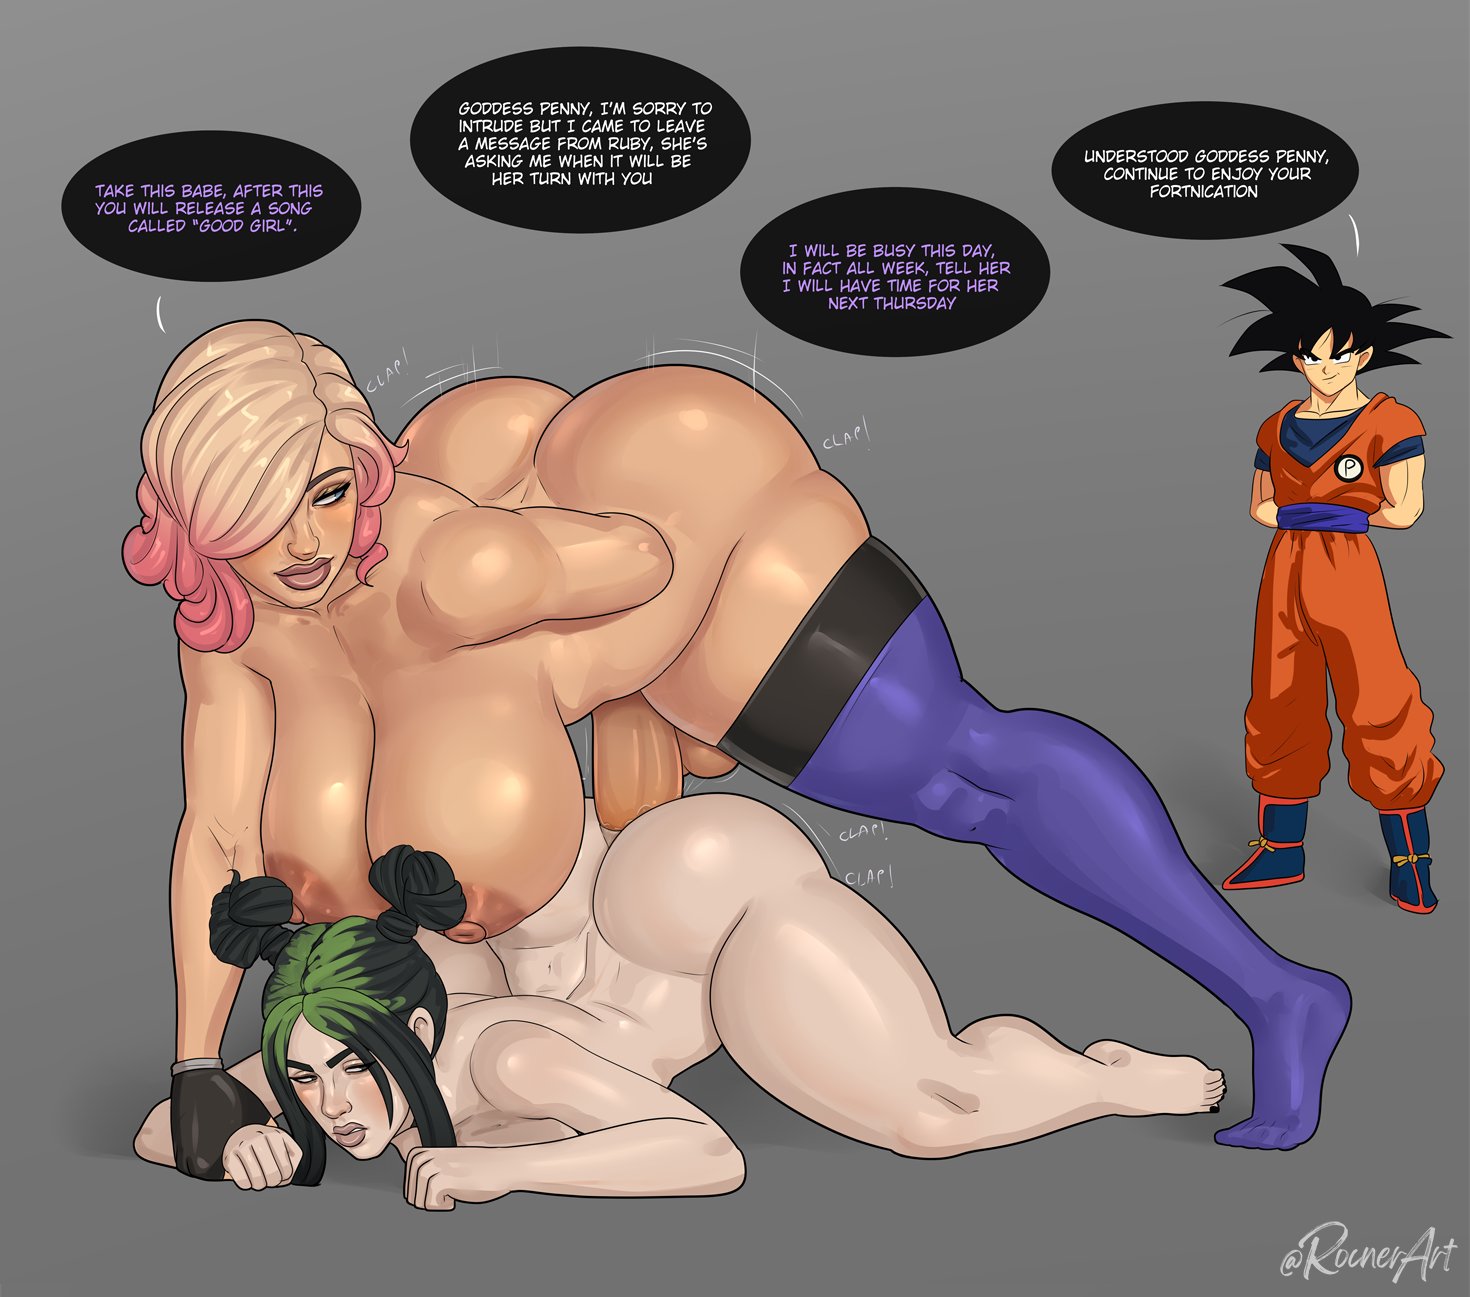 TAKE THIS BABE, AFTER THIS
YOU WILL RELEASE A SONG
CALLED "GOOD GIRL".
GODDESS PENNY, I'M SORRY TO
INTRUDE BUT I CAME TO LEAVE
A MESSAGE FROM RUBY, SHE'S
ASKING ME WHEN IT WILL BE
HER TURN WITH YOU
I WILL BE BUSY THIS DAY,
IN FACT ALL WEEK, TELL HER
I WILL HAVE TIME FOR HER
NEXT THURSDAY
UNDERSTOOD GODDESS PENNY,
CONTINUE TO ENJOY YOUR
FORTNICATION
CLAP!
CLAP!
P
CLAP!
CLAP!
@RocnerArt